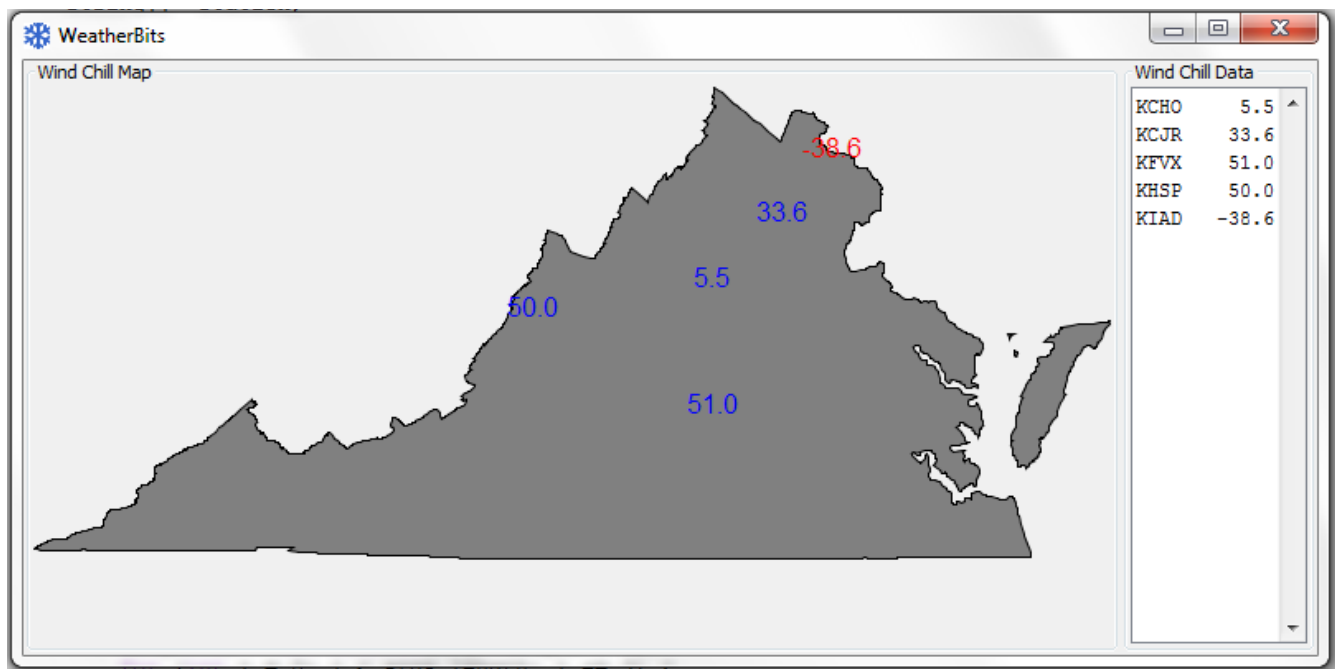 WeatherBits
Wind Chill Map
Wind Chill Data
-38.6
33.6
5.5
50.0
51.0
KCHO 5.5
KCJR 33.6
KFVX 51.0
KHSP 50.0
KIAD -38.6